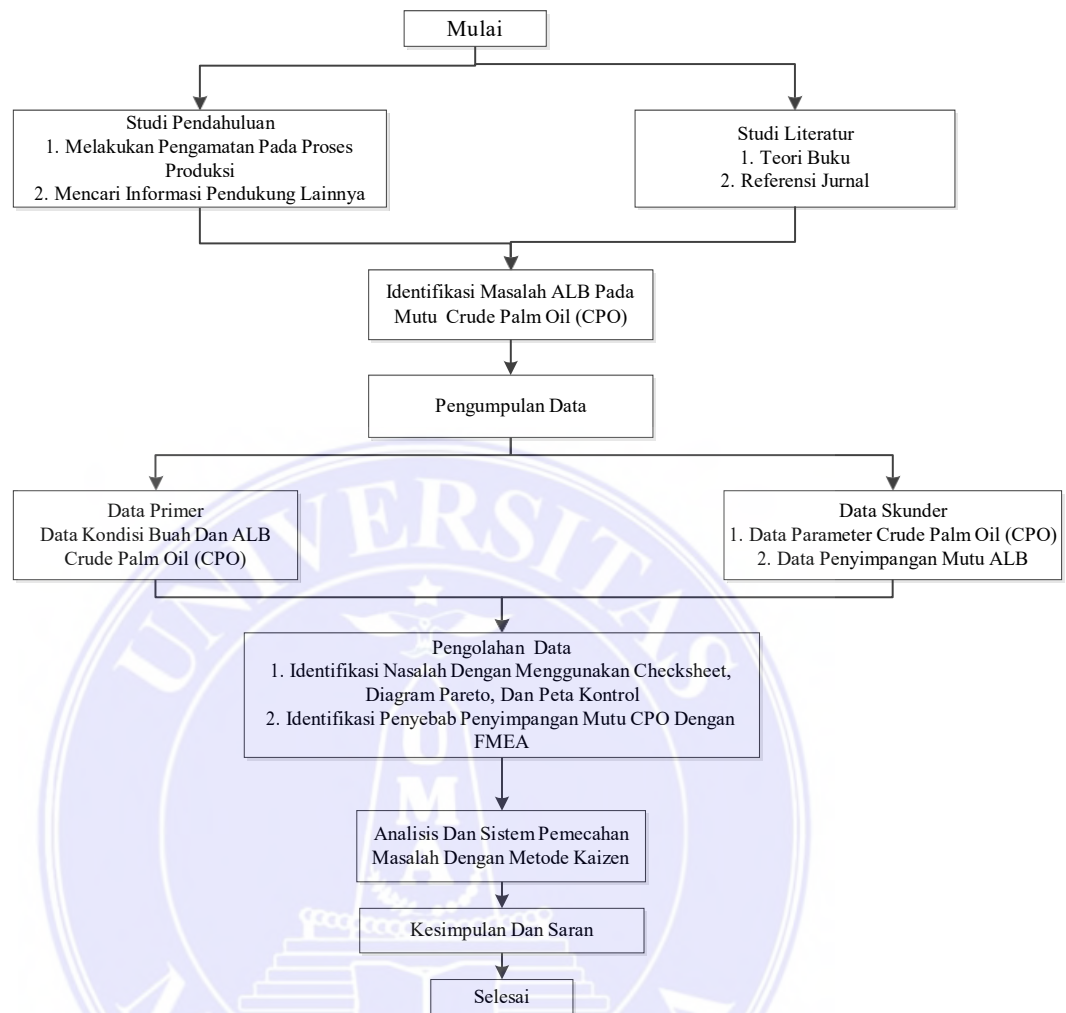 Mulai
Studi Pendahuluan
1. Melakukan Pengamatan Pada Proses
Produksi
2. Mencari Informasi Pendukung Lainnya
Studi Literatur
1. Teori Buku
2. Referensi Jurnal
Identifikasi Masalah ALB Pada
Mutu Crude Palm Oil (CPO)
Pengumpulan Data
Data Primer
Data Kondisi Buah Dan ALB
Crude Palm Oil (CPO)
Data Skunder
1. Data Parameter Crude Palm Oil (CPO)
2. Data Penyimpangan Mutu ALB
Pengolahan Data
1. Identifikasi Nasalah Dengan Menggunakan Checksheet,
Diagram Pareto, Dan Peta Kontrol
2. Identifikasi Penyebab Penyimpangan Mutu CPO Dengan
FMEA
Analisis Dan Sistem Pemecahan
Masalah Dengan Metode Kaizen
Kesimpulan Dan Saran
Selesai
UNIVERSITAS
UMA